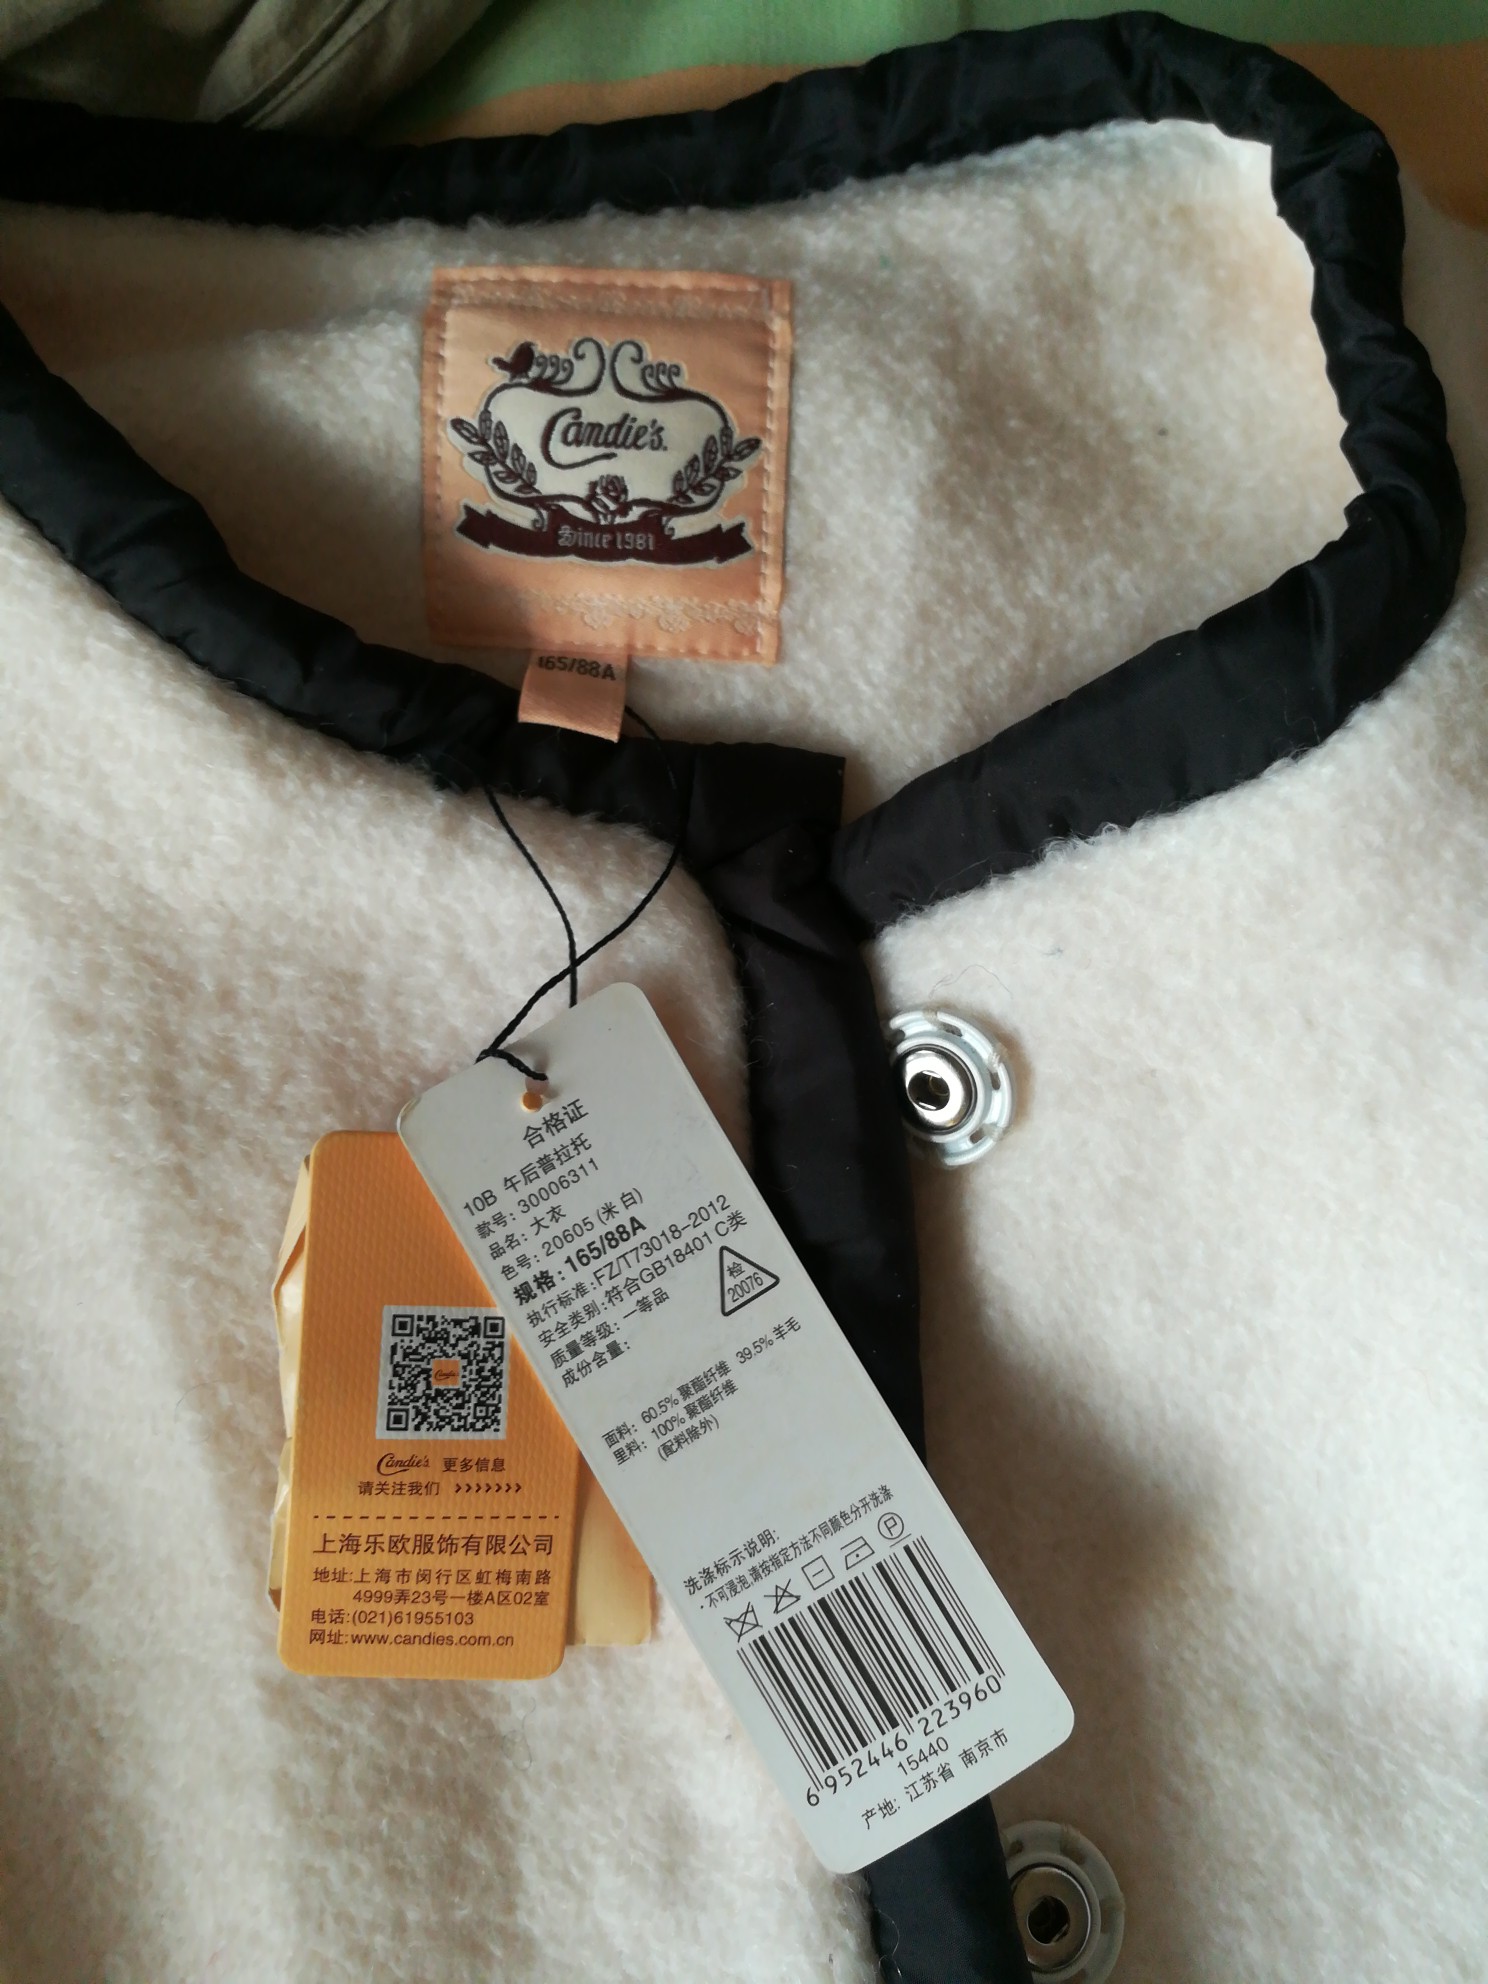 Candie's.
Since 1981
165/88A
合格证
10B 午后普拉托
款号: 30006311
品名: 大衣
色号: 20605 (米白)
规格: 165/88A
执行标准:FZ/T73018-2012
安全类别:符合GB18401 C类
质量等级: 一等品
成份含量:
检
20076
面料: 60.5% 聚酯纤维 39.5% 羊毛
里料: 100% 聚酯纤维
(配料除外)
洗涤标示说明:
·不可浸泡,请按指定方法不同颜色分开洗涤
P
6 952446 223960
15440
产地: 江苏省 南京市
Candie's 更多信息
请关注我们 >>>>>>>
上海乐欧服饰有限公司
地址:上海市闵行区虹梅南路
4999弄23号一楼A区02室
电话:(021)61955103
网址:www.candies.com.cn